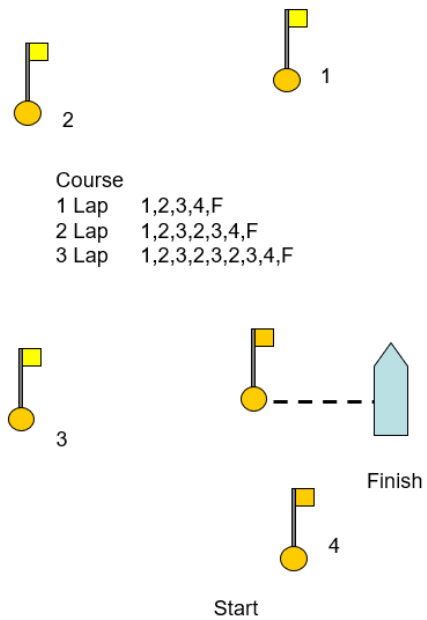 1
2
Course
1 Lap 1,2,3,4,F
2 Lap 1,2,3,2,3,4,F
3 Lap 1,2,3,2,3,2,3,4,F
3
Finish
4
Start